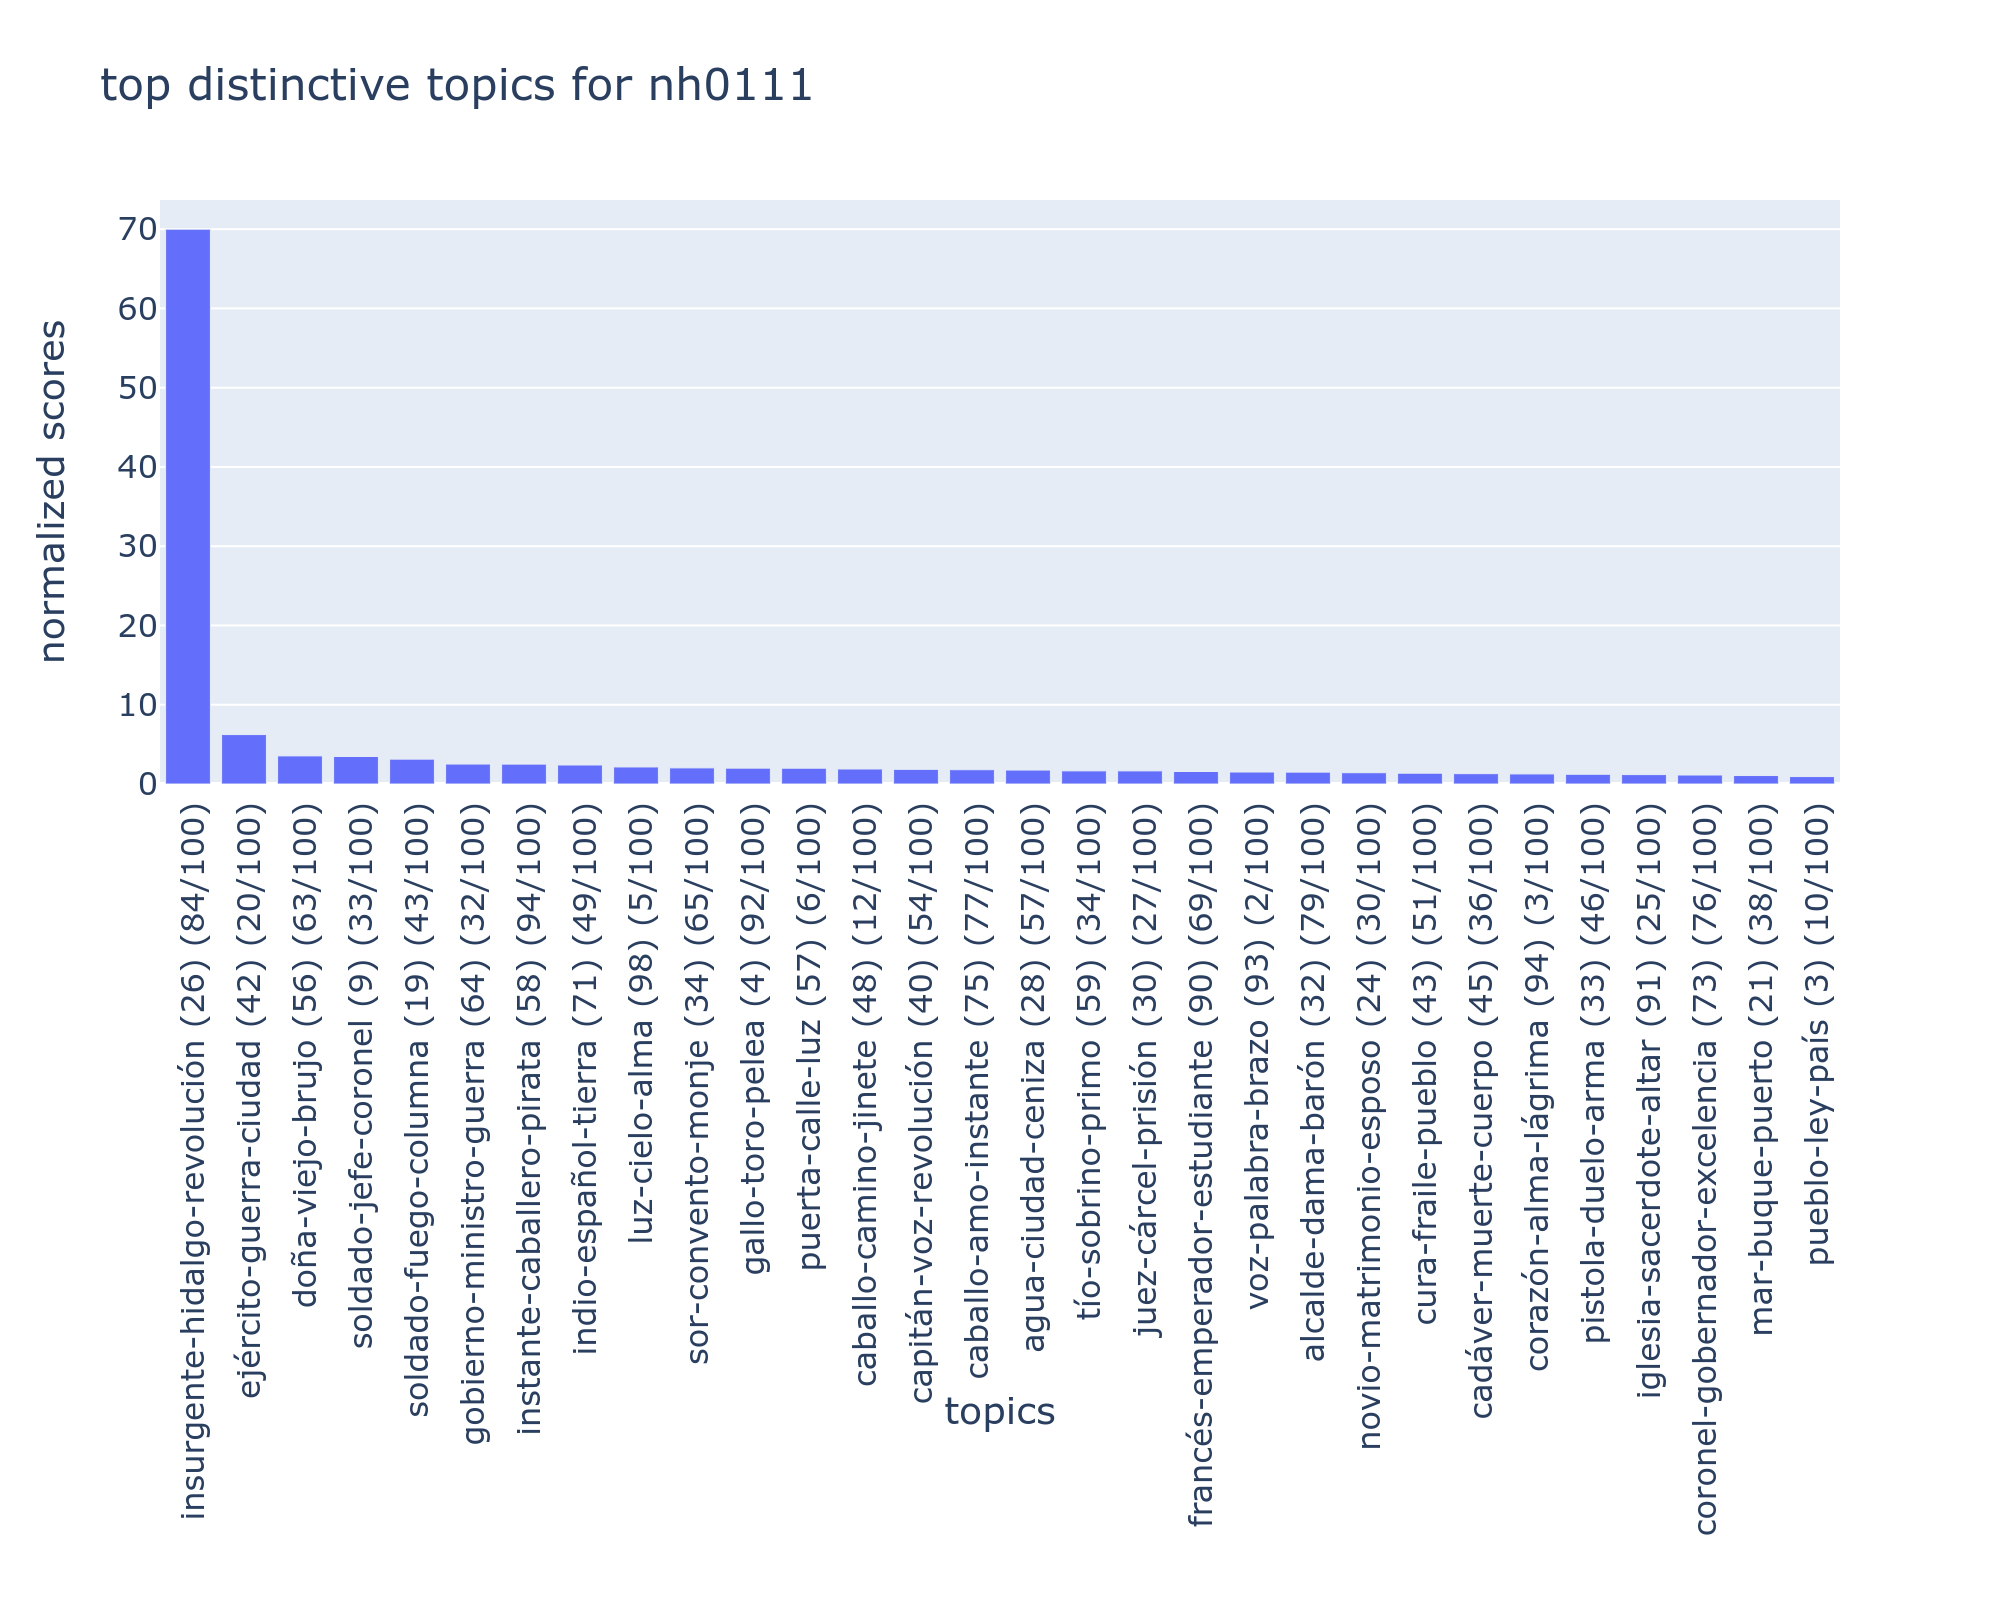 top distinctive topics for nh0111
normalized scores
70
60
50
40
30
20
10
0
insurgente-hidalgo-revolución (26) (84/100)
ejército-guerra-ciudad (42) (20/100)
doña-viejo-brujo (56) (63/100)
soldado-jefe-coronel (9) (33/100)
soldado-fuego-columna (19) (43/100)
gobierno-ministro-guerra (64) (32/100)
instante-caballero-pirata (58) (94/100)
indio-español-tierra (71) (49/100)
luz-cielo-alma (98) (5/100)
sor-convento-monje (34) (65/100)
gallo-toro-pelea (4) (92/100)
puerta-calle-luz (57) (6/100)
caballo-camino-jinete (48) (12/100)
capitán-voz-revolución (40) (54/100)
caballo-amo-instante (75) (77/100)
agua-ciudad-ceniza (28) (57/100)
tío-sobrino-primo (59) (34/100)
juez-cárcel-prisión (30) (27/100)
francés-emperador-estudiante (90) (69/100)
voz-palabra-brazo (93) (2/100)
alcalde-dama-barón (32) (79/100)
novio-matrimonio-esposo (24) (30/100)
cura-fraile-pueblo (43) (51/100)
cadáver-muerte-cuerpo (45) (36/100)
corazón-alma-lágrima (94) (3/100)
pistola-duelo-arma (33) (46/100)
iglesia-sacerdote-altar (91) (25/100)
coronel-gobernador-excelencia (73) (76/100)
mar-buque-puerto (21) (38/100)
pueblo-ley-país (3) (10/100)
topics